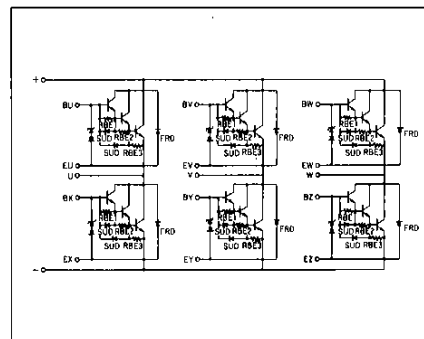 +
BU
RBE1
SUD RBE2
SUD RBE3
FRD
EU
U
BV
RBE1
SUD RBE2
SUD RBE3
FRD
EV
V
BW
RBE1
SUD RBE2
SUD RBE3
FRD
EW
W
BX
RBE1
SUD RBE2
SUD RBE3
FRD
EX
BY
RBE1
SUD RBE2
SUD RBE3
FRD
EY
BZ
RBE1
SUD RBE2
SUD RBE3
FRD
EZ
-